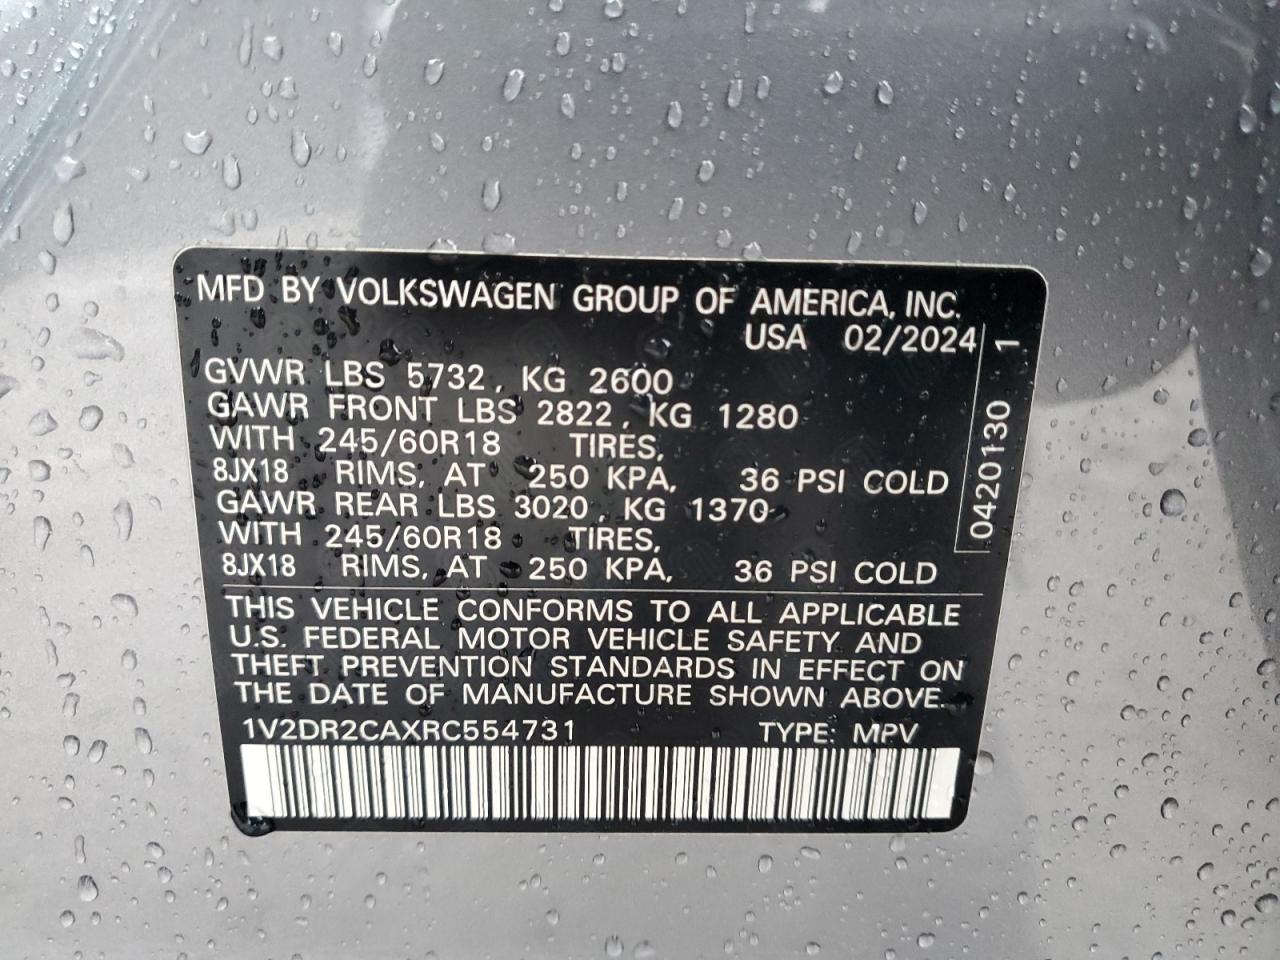 MFD BY VOLKSWAGEN GROUP OF AMERICA, INC.
USA 02/2024
GVWR LBS 5732, KG 2600
GAWR FRONT LBS 2822, KG 1280
WITH 245/60R18 TIRES,
8JX18 RIMS, AT 250 KPA, 36 PSI COLD
GAWR REAR LBS 3020, KG 1370
WITH 245/60R18 TIRES,
8JX18 RIMS, AT 250 KPA, 36 PSI COLD
0420130 1
THIS VEHICLE CONFORMS TO ALL APPLICABLE
U.S. FEDERAL MOTOR VEHICLE SAFETY AND
THEFT PREVENTION STANDARDS IN EFFECT ON
THE DATE OF MANUFACTURE SHOWN ABOVE.
1V2DR2CAXRC554731 TYPE: MPV